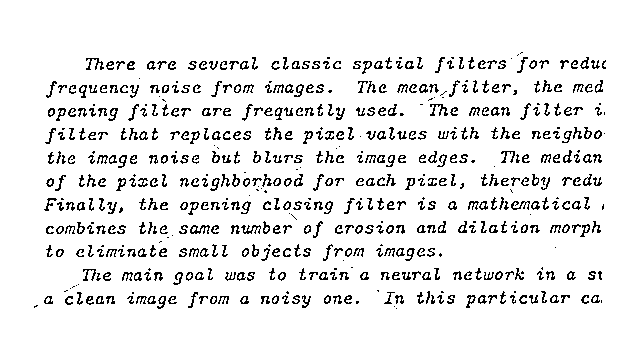 There are several classic spatial filters for reduc
frequency noise from images. The mean filter, the med
opening filter are frequently used. The mean filter i
filter that replaces the pixel values with the neighbo
the image noise but blurs the image edges. The median
of the pixel neighborhood for each pixel, thereby redu
Finally, the opening closing filter is a mathematical
combines the same number of erosion and dilation morph
to eliminate small objects from images.
The main goal was to train a neural network in a st
a clean image from a noisy one. In this particular ca